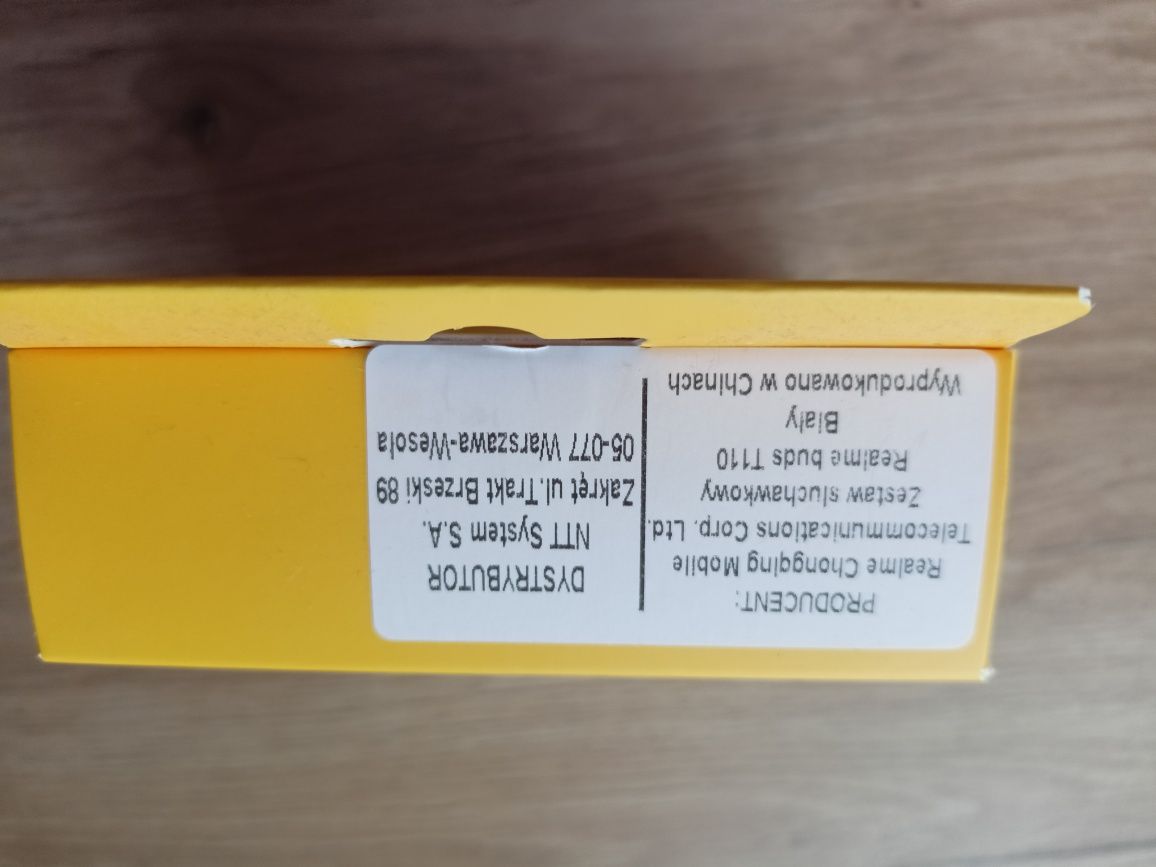 PRODUCENT:
Realme Chongqing Mobile
Telecommunications Corp. Ltd.
Zestaw słuchawkowy
Realme buds T110
Biały
Wyprodukowano w Chinach
DYSTRYBUTOR
NTT System S.A.
Zakręt ul.Trakt Brzeski 89
05-077 Warszawa-Wesoła